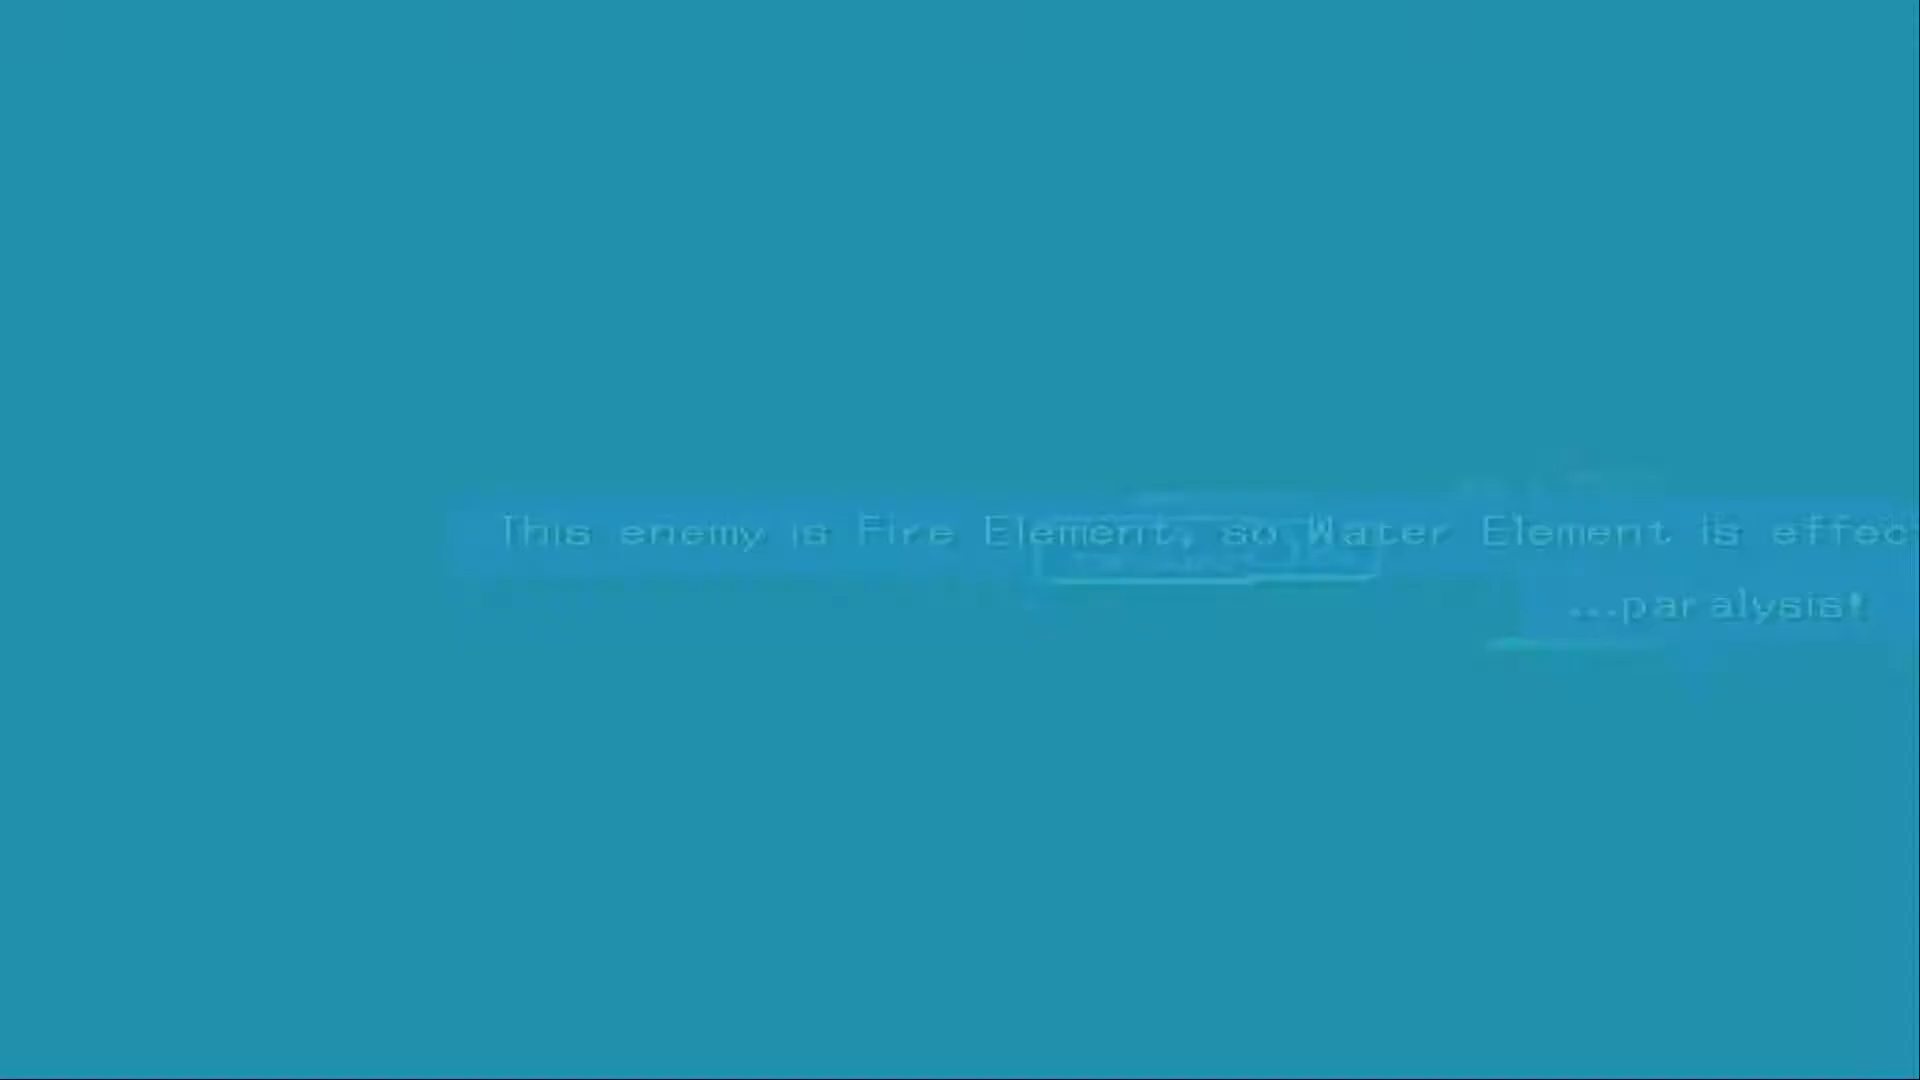 This enemy is Fire Element, so Water Element is effec
...paralysis!